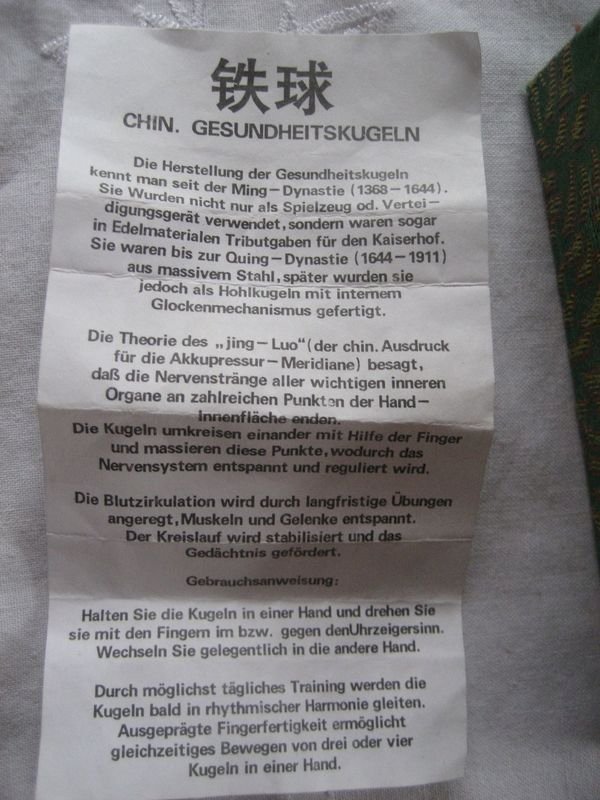 铁球
CHIN. GESUNDHEITSKUGELN
Die Herstellung der Gesundheitskugeln
kennt man seit der Ming-Dynastie (1368-1644).
Sie Wurden nicht nur als Spielzeug od. Vertei-
digungsgerät verwendet, sondern waren sogar
in Edelmaterialen Tributgaben für den Kaiserhof.
Sie waren bis zur Quing-Dynastie (1644-1911)
aus massivem Stahl, später wurden sie
jedoch als Hohlkugeln mit internem
Glockenmechanismus gefertigt.
Die Theorie des „jing-Luo" (der chin. Ausdruck
für die Akkupressur-Meridiane) besagt,
daß die Nervenstränge aller wichtigen inneren
Organe an zahlreichen Punkten der Hand-
Innenfläche enden.
Die Kugeln umkreisen einander mit Hilfe der Finger
und massieren diese Punkte, wodurch das
Nervensystem entspannt und reguliert wird.
Die Blutzirkulation wird durch langfristige Übungen
angeregt, Muskeln und Gelenke entspannt.
Der Kreislauf wird stabilisiert und das
Gedächtnis gefördert.
Gebrauchsanweisung:
Halten Sie die Kugeln in einer Hand und drehen Sie
sie mit den Fingern im bzw. gegen denUhrzeigersinn.
Wechseln Sie gelegentlich in die andere Hand.
Durch möglichst tägliches Training werden die
Kugeln bald in rhythmischer Harmonie gleiten.
Ausgeprägte Fingerfertigkeit ermöglicht
gleichzeitiges Bewegen von drei oder vier
Kugeln in einer Hand.